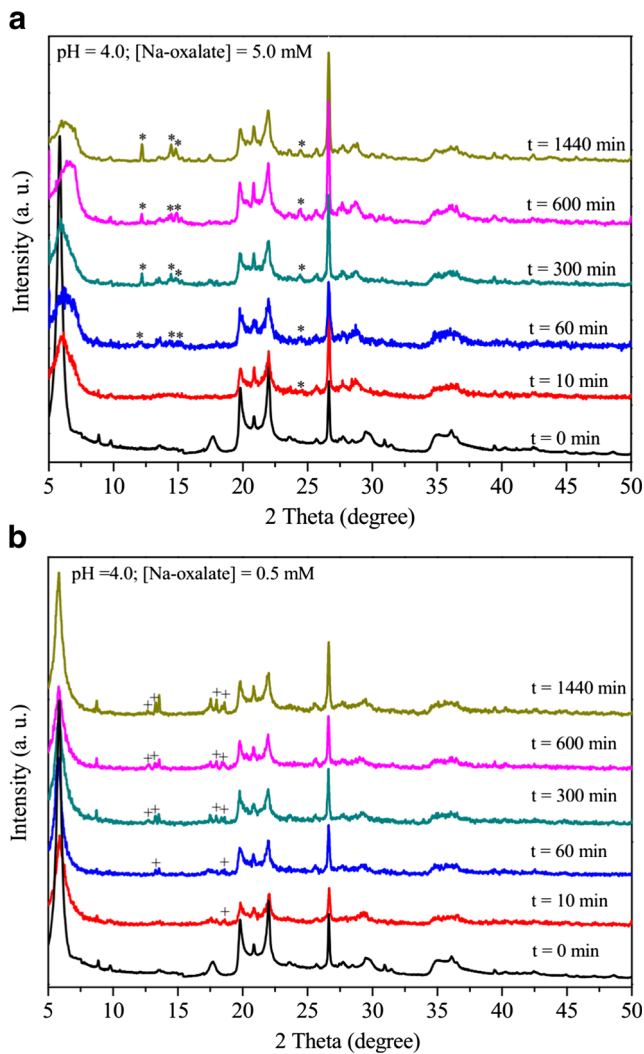 a
pH = 4.0; [Na-oxalate] = 5.0 mM
* * * * t = 1440 min
* ** * t = 600 min
* * * * t = 300 min
* ** * t = 60 min
* t = 10 min
t = 0 min
Intensity (a. u.)
5 10 15 20 25 30 35 40 45 50
2 Theta (degree)
b
pH =4.0; [Na-oxalate] = 0.5 mM
+ + + + t = 1440 min
+ + + + t = 600 min
+ + + + t = 300 min
+ + t = 60 min
+ t = 10 min
t = 0 min
Intensity (a. u.)
5 10 15 20 25 30 35 40 45 50
2 Theta (degree)